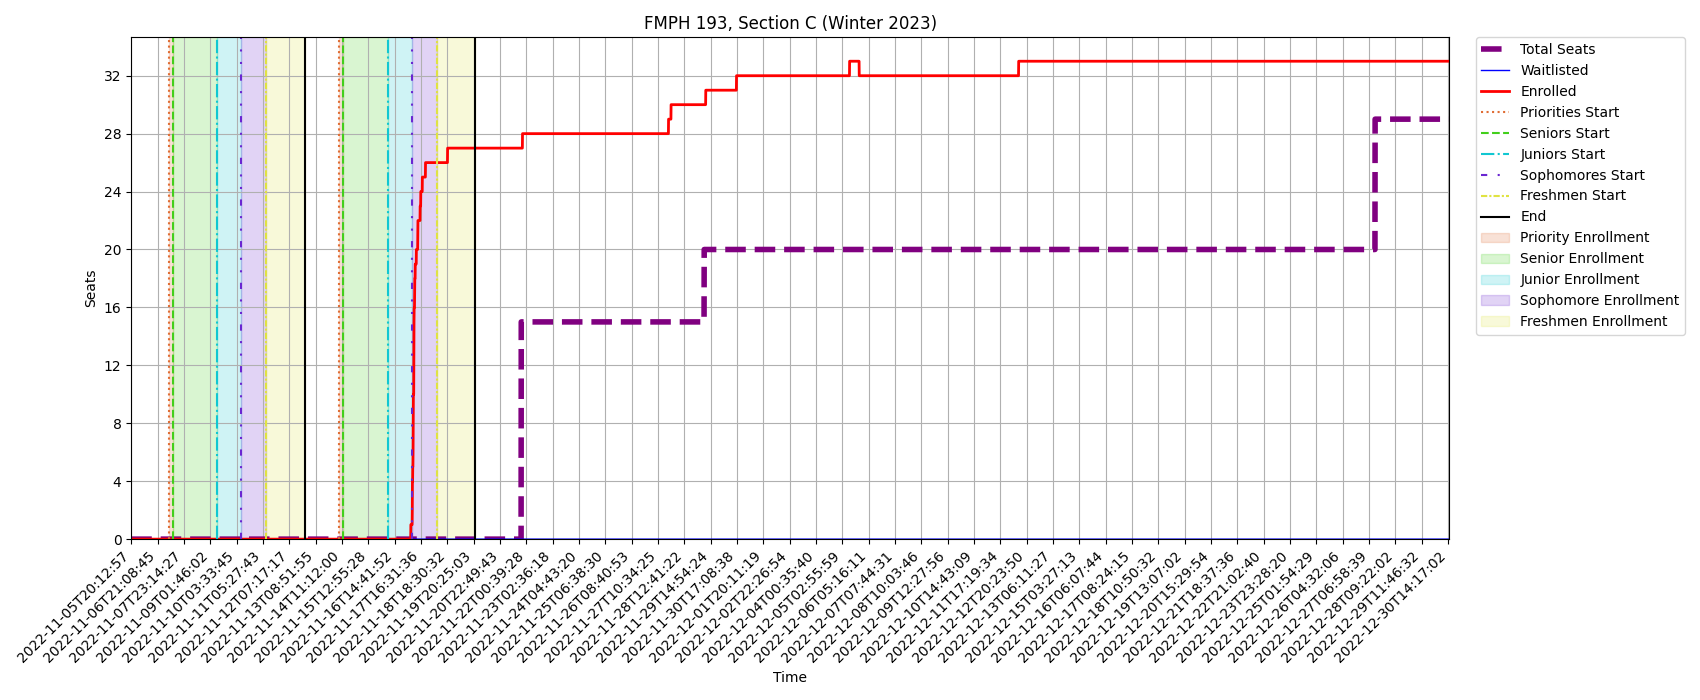 FMPH 193, Section C (Winter 2023)
Seats
32
28
24
20
16
12
8
4
0
2022-11-05T20:12:57
2022-11-06T21:08:45
2022-11-07T23:14:27
2022-11-09T01:46:02
2022-11-10T03:33:45
2022-11-11T05:27:43
2022-11-12T07:17:17
2022-11-13T08:51:55
2022-11-14T11:12:00
2022-11-15T12:55:28
2022-11-16T14:41:52
2022-11-17T16:31:36
2022-11-18T18:30:32
2022-11-19T20:25:03
2022-11-20T22:49:43
2022-11-22T00:39:28
2022-11-23T02:36:18
2022-11-24T04:43:20
2022-11-25T06:38:30
2022-11-26T08:40:53
2022-11-27T10:34:25
2022-11-28T12:41:22
2022-11-29T14:54:24
2022-11-30T17:08:38
2022-12-01T20:11:19
2022-12-02T22:26:54
2022-12-04T00:35:40
2022-12-05T02:55:59
2022-12-06T05:16:11
2022-12-07T07:44:31
2022-12-08T10:03:46
2022-12-09T12:27:56
2022-12-10T14:43:09
2022-12-11T17:19:34
2022-12-12T20:23:50
2022-12-13T06:11:27
2022-12-15T03:27:13
2022-12-16T06:07:44
2022-12-17T08:24:15
2022-12-18T10:50:32
2022-12-19T13:07:02
2022-12-20T15:29:54
2022-12-21T18:37:36
2022-12-22T21:02:40
2022-12-23T23:28:20
2022-12-25T01:54:29
2022-12-26T04:32:06
2022-12-27T06:58:39
2022-12-28T09:22:02
2022-12-29T11:46:32
2022-12-30T14:17:02
Time
Total Seats
Waitlisted
Enrolled
Priorities Start
Seniors Start
Juniors Start
Sophomores Start
Freshmen Start
End
Priority Enrollment
Senior Enrollment
Junior Enrollment
Sophomore Enrollment
Freshmen Enrollment